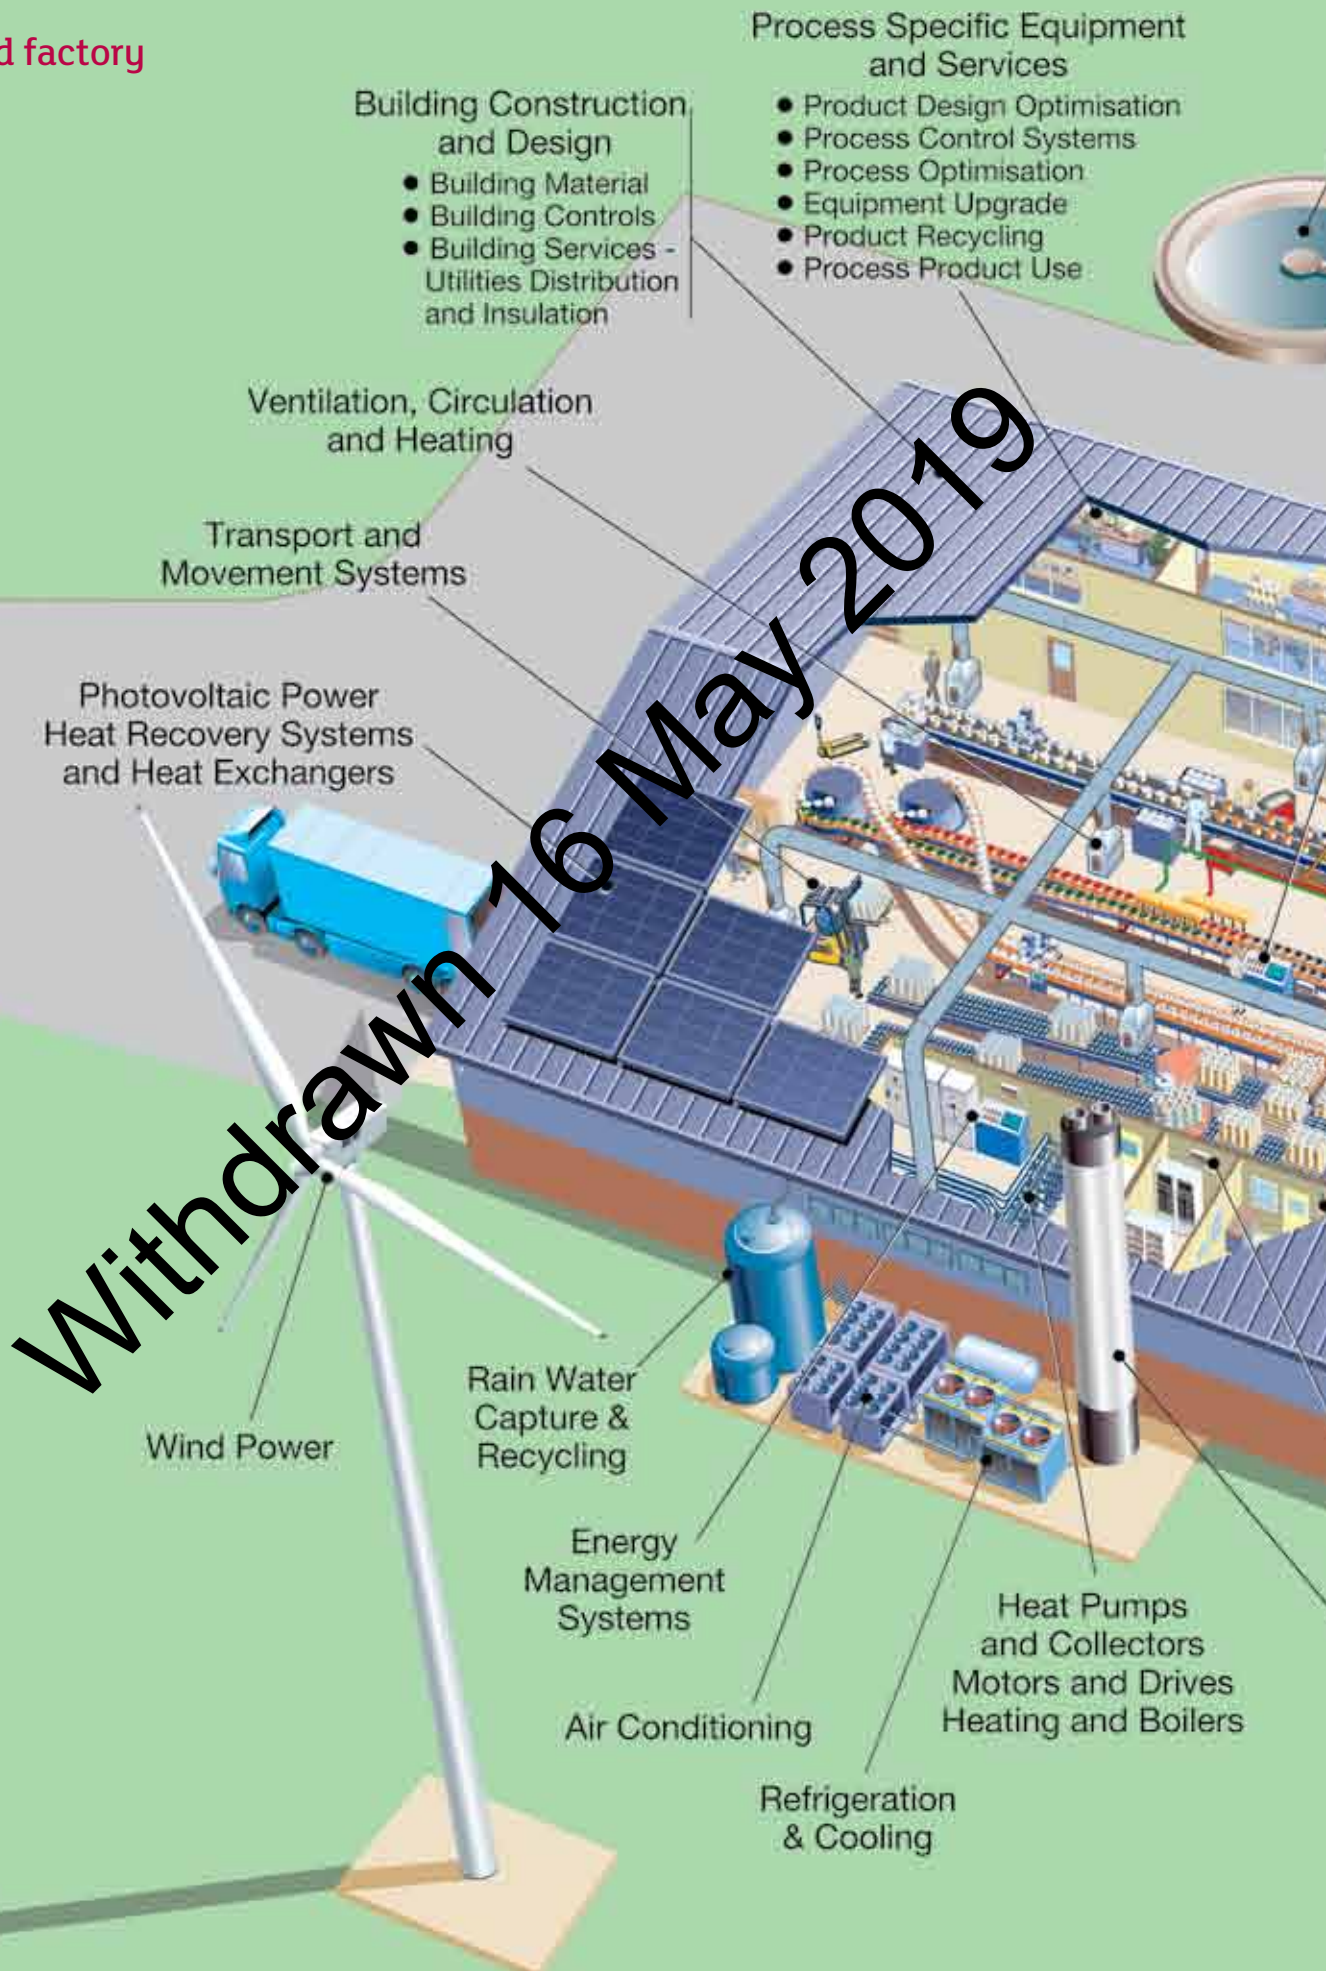 d factory
Process Specific Equipment
and Services
● Product Design Optimisation
● Process Control Systems
● Process Optimisation
● Equipment Upgrade
● Product Recycling
● Process Product Use
Building Construction
and Design
● Building Material
● Building Controls
● Building Services -
Utilities Distribution
and Insulation
Ventilation, Circulation
and Heating
Transport and
Movement Systems
Photovoltaic Power
Heat Recovery Systems
and Heat Exchangers
Withdrawn 16 May 2019
Wind Power
Rain Water
Capture &
Recycling
Energy
Management
Systems
Air Conditioning
Heat Pumps
and Collectors
Motors and Drives
Heating and Boilers
Refrigeration
& Cooling